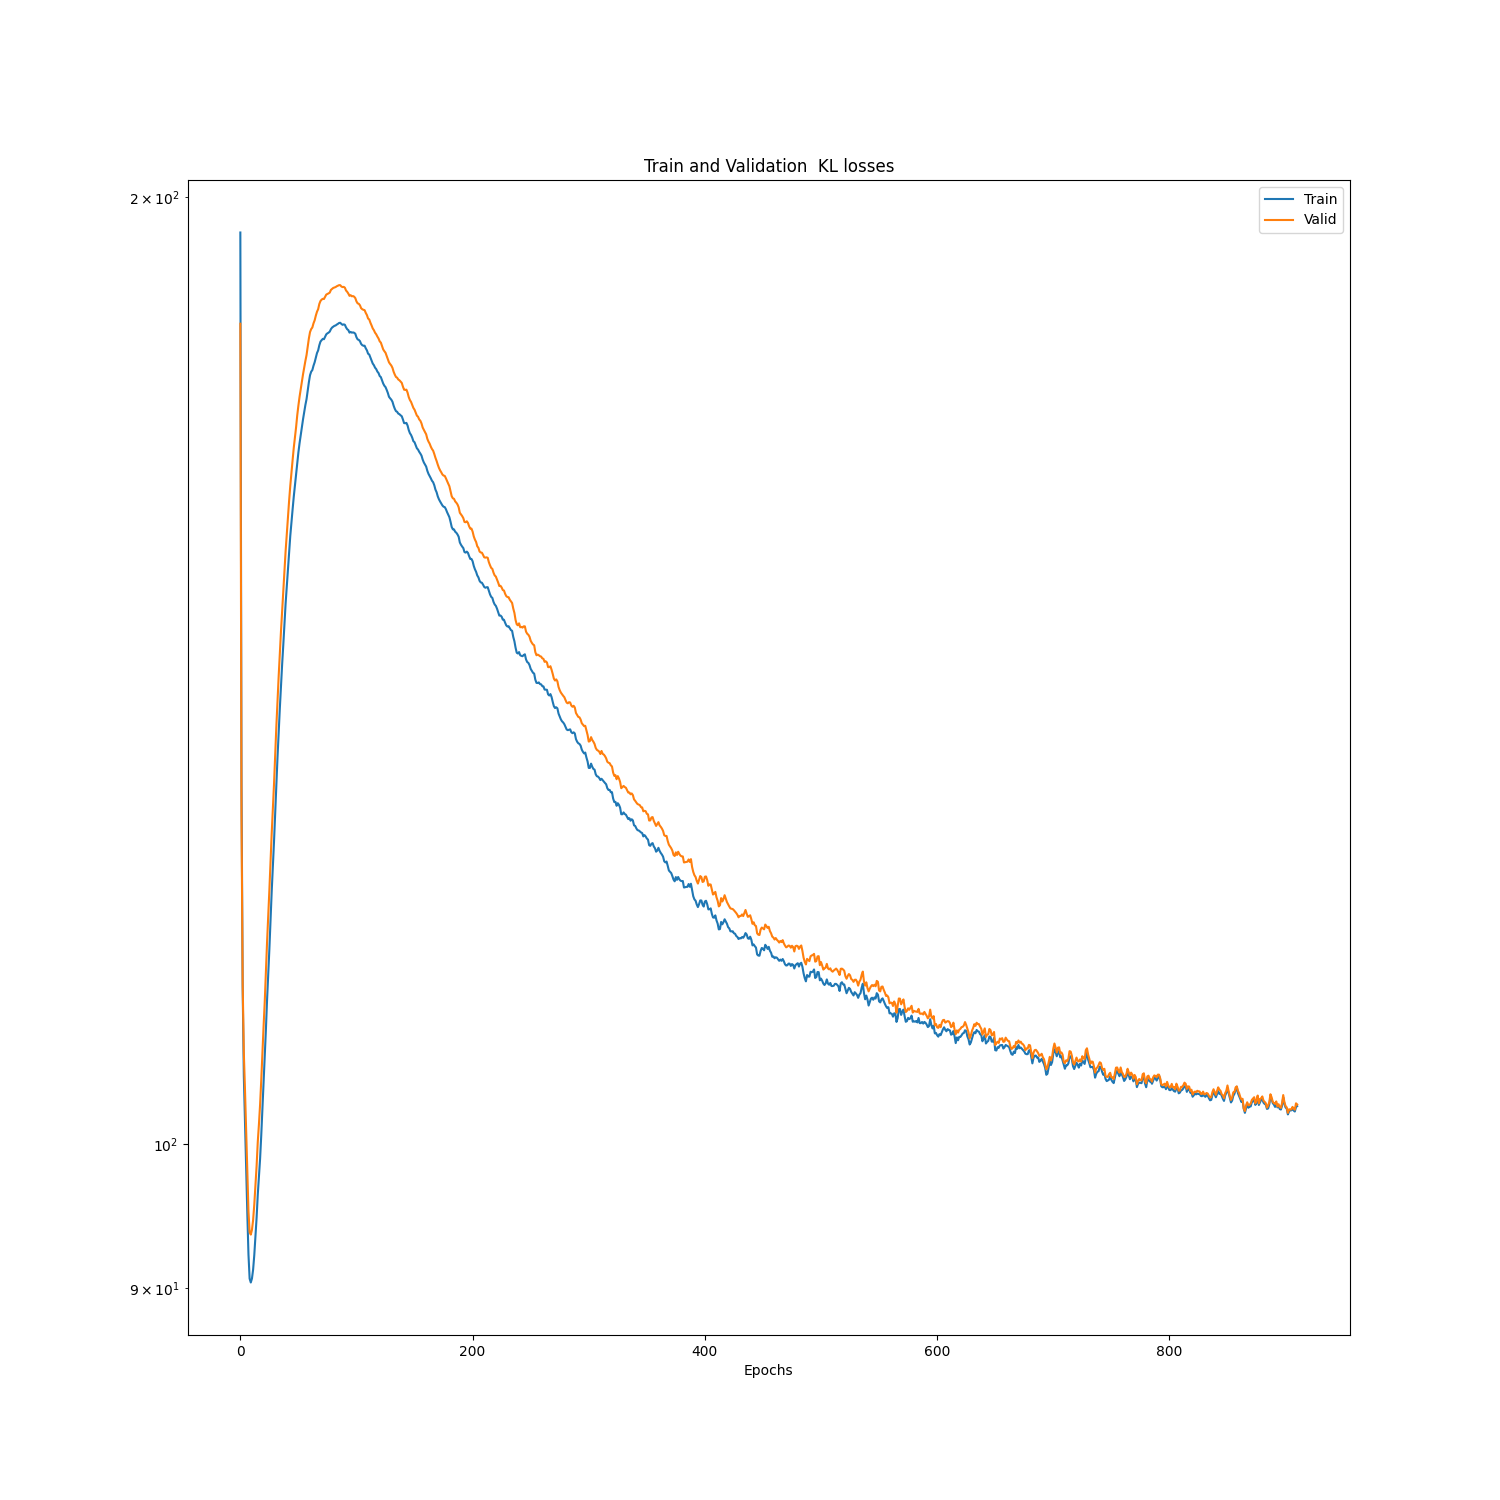 Train and Validation  KL losses
2 × 10²
Train
Valid
10²
9 × 10¹
0 200 400 600 800
Epochs